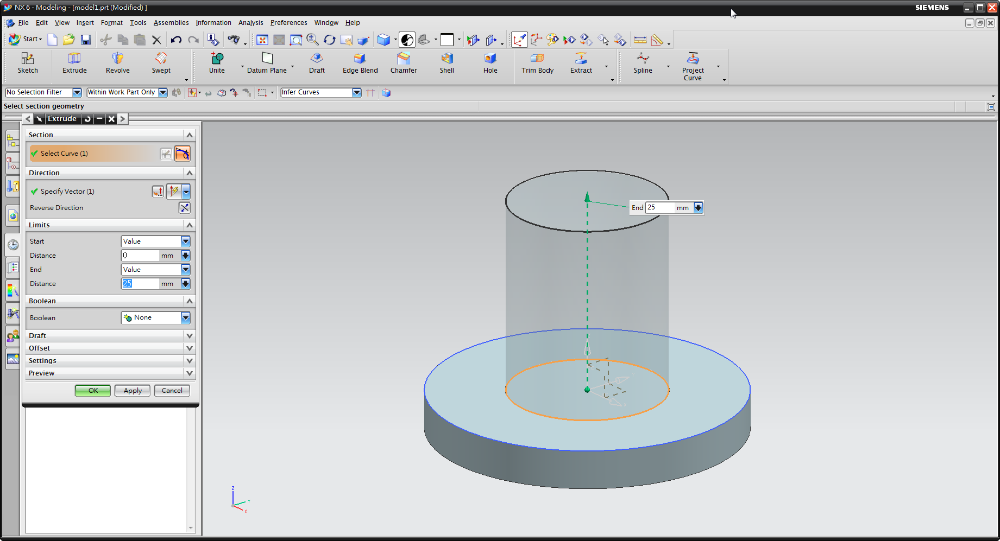 NX 6 - Modeling - [model1.prt (Modified) ]
SIEMENS
File Edit View Insert Format Tools Assemblies Information Analysis Preferences Window Help
Start
Sketch Extrude Revolve Swept Unite Datum Plane Draft Edge Blend Chamfer Shell Hole Trim Body Extract Spline Project Curve
No Selection Filter Within Work Part Only Infer Curves
Select section geometry
Extrude
Section
Select Curve (1)
Direction
Specify Vector (1)
Reverse Direction
Limits
Start Value
Distance 0 mm
End Value
Distance 25 mm
Boolean
Boolean None
Draft
Offset
Settings
Preview
OK Apply Cancel
End 25 mm
Z
Y
X